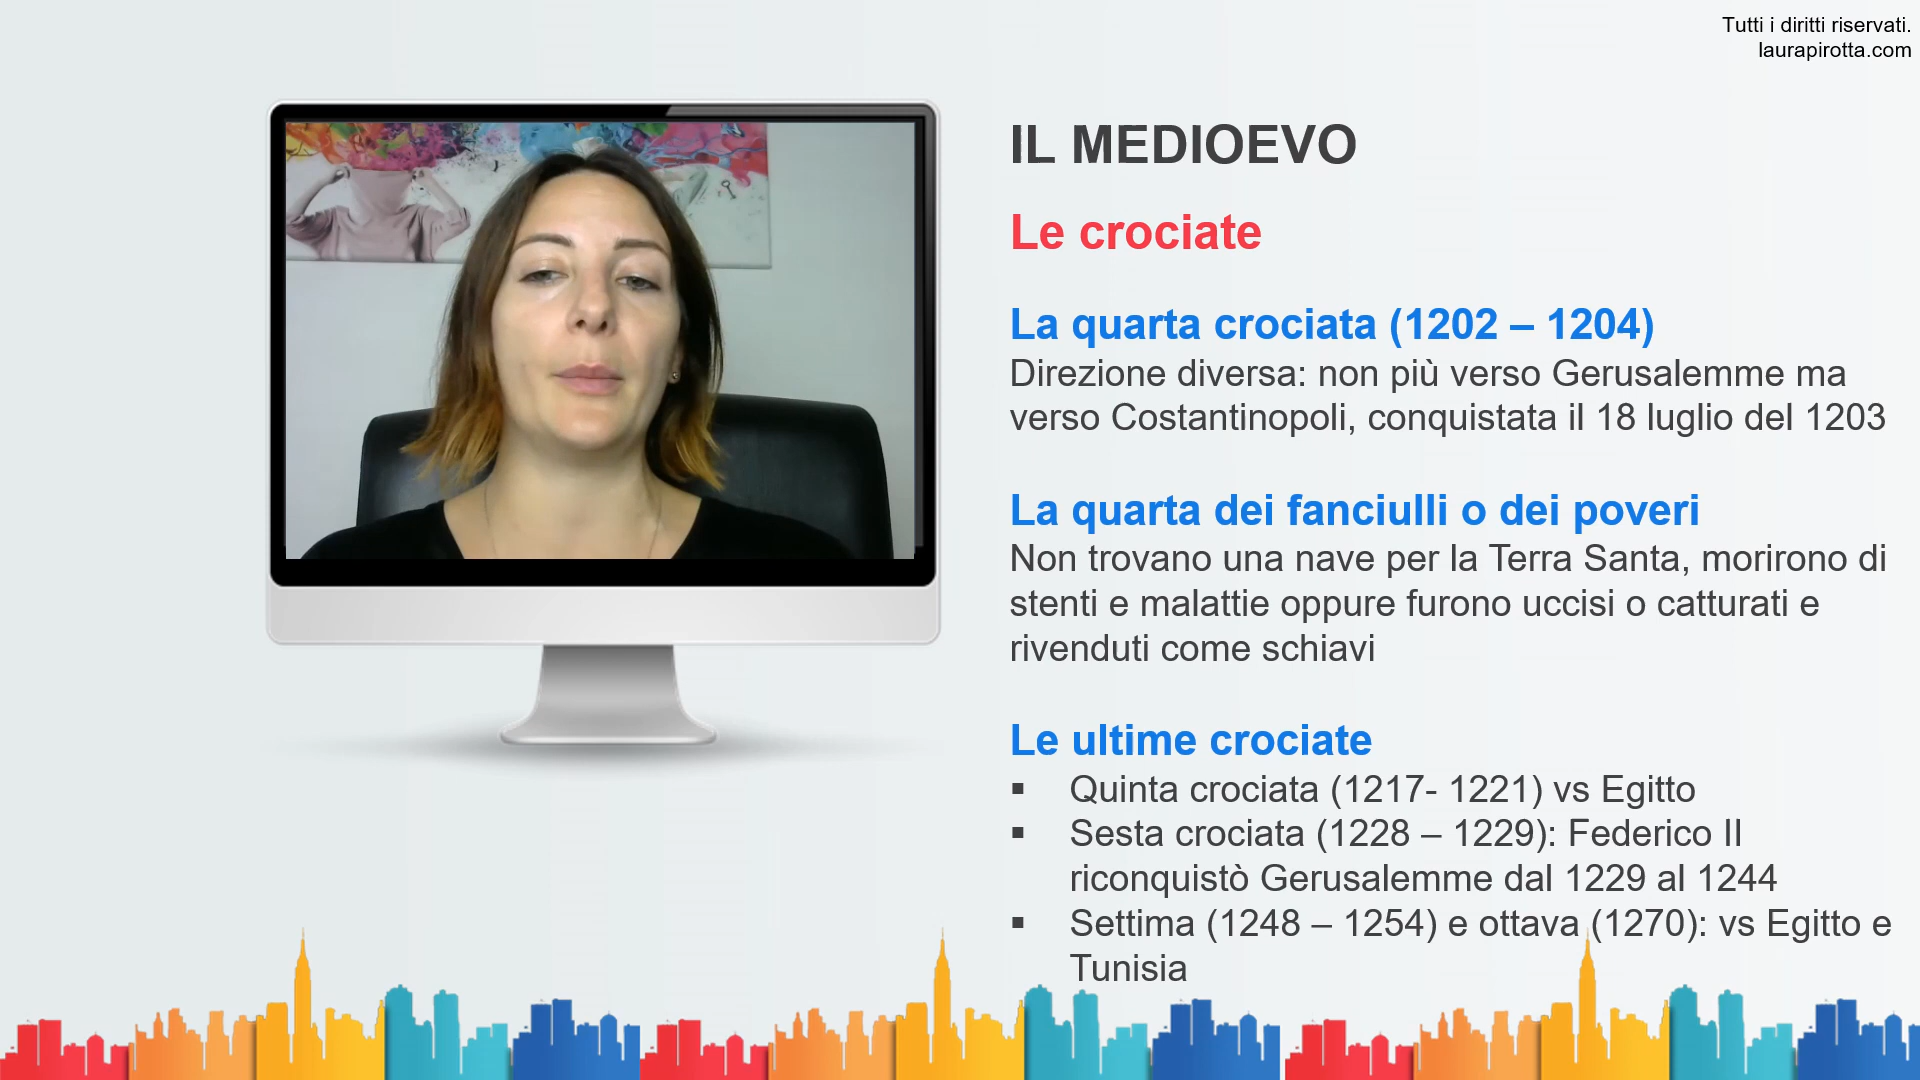 Tutti i diritti riservati.
laurapirotta.com
IL MEDIOEVO
Le crociate
La quarta crociata (1202 – 1204)
Direzione diversa: non più verso Gerusalemme ma
verso Costantinopoli, conquistata il 18 luglio del 1203
La quarta dei fanciulli o dei poveri
Non trovano una nave per la Terra Santa, morirono di
stenti e malattie oppure furono uccisi o catturati e
rivenduti come schiavi
Le ultime crociate
▪ Quinta crociata (1217- 1221) vs Egitto
▪ Sesta crociata (1228 – 1229): Federico II
riconquistò Gerusalemme dal 1229 al 1244
▪ Settima (1248 – 1254) e ottava (1270): vs Egitto e
Tunisia